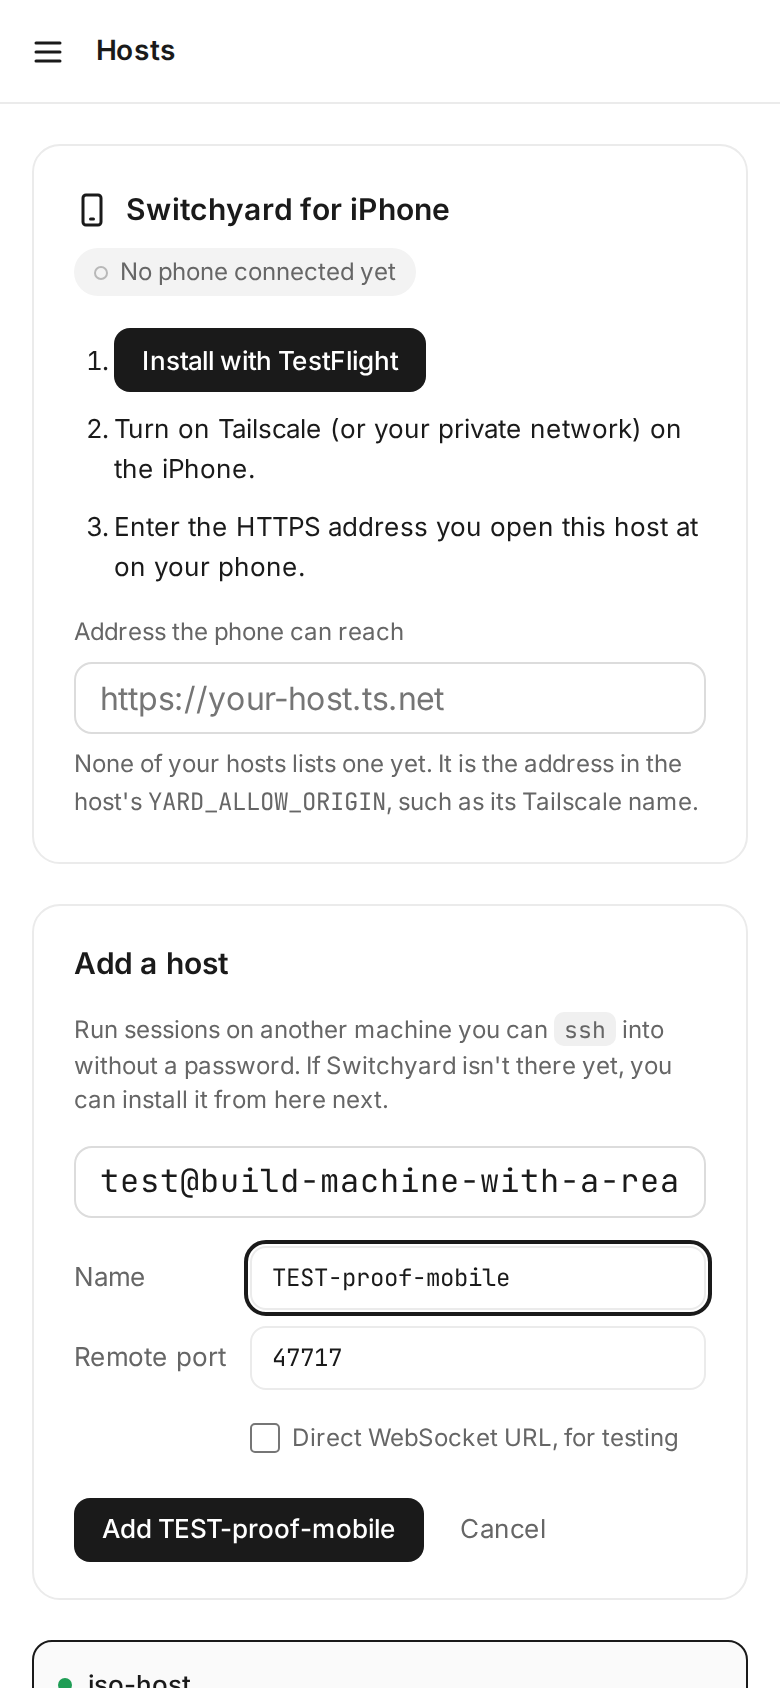 Hosts
Switchyard for iPhone
No phone connected yet
1. Install with TestFlight
2. Turn on Tailscale (or your private network) on
the iPhone.
3. Enter the HTTPS address you open this host at
on your phone.
Address the phone can reach
https://your-host.ts.net
None of your hosts lists one yet. It is the address in the
host's YARD_ALLOW_ORIGIN, such as its Tailscale name.
Add a host
Run sessions on another machine you can ssh into
without a password. If Switchyard isn't there yet, you
can install it from here next.
test@build-machine-with-a-rea
Name TEST-proof-mobile
Remote port 47717
Direct WebSocket URL, for testing
Add TEST-proof-mobile Cancel
iso-host